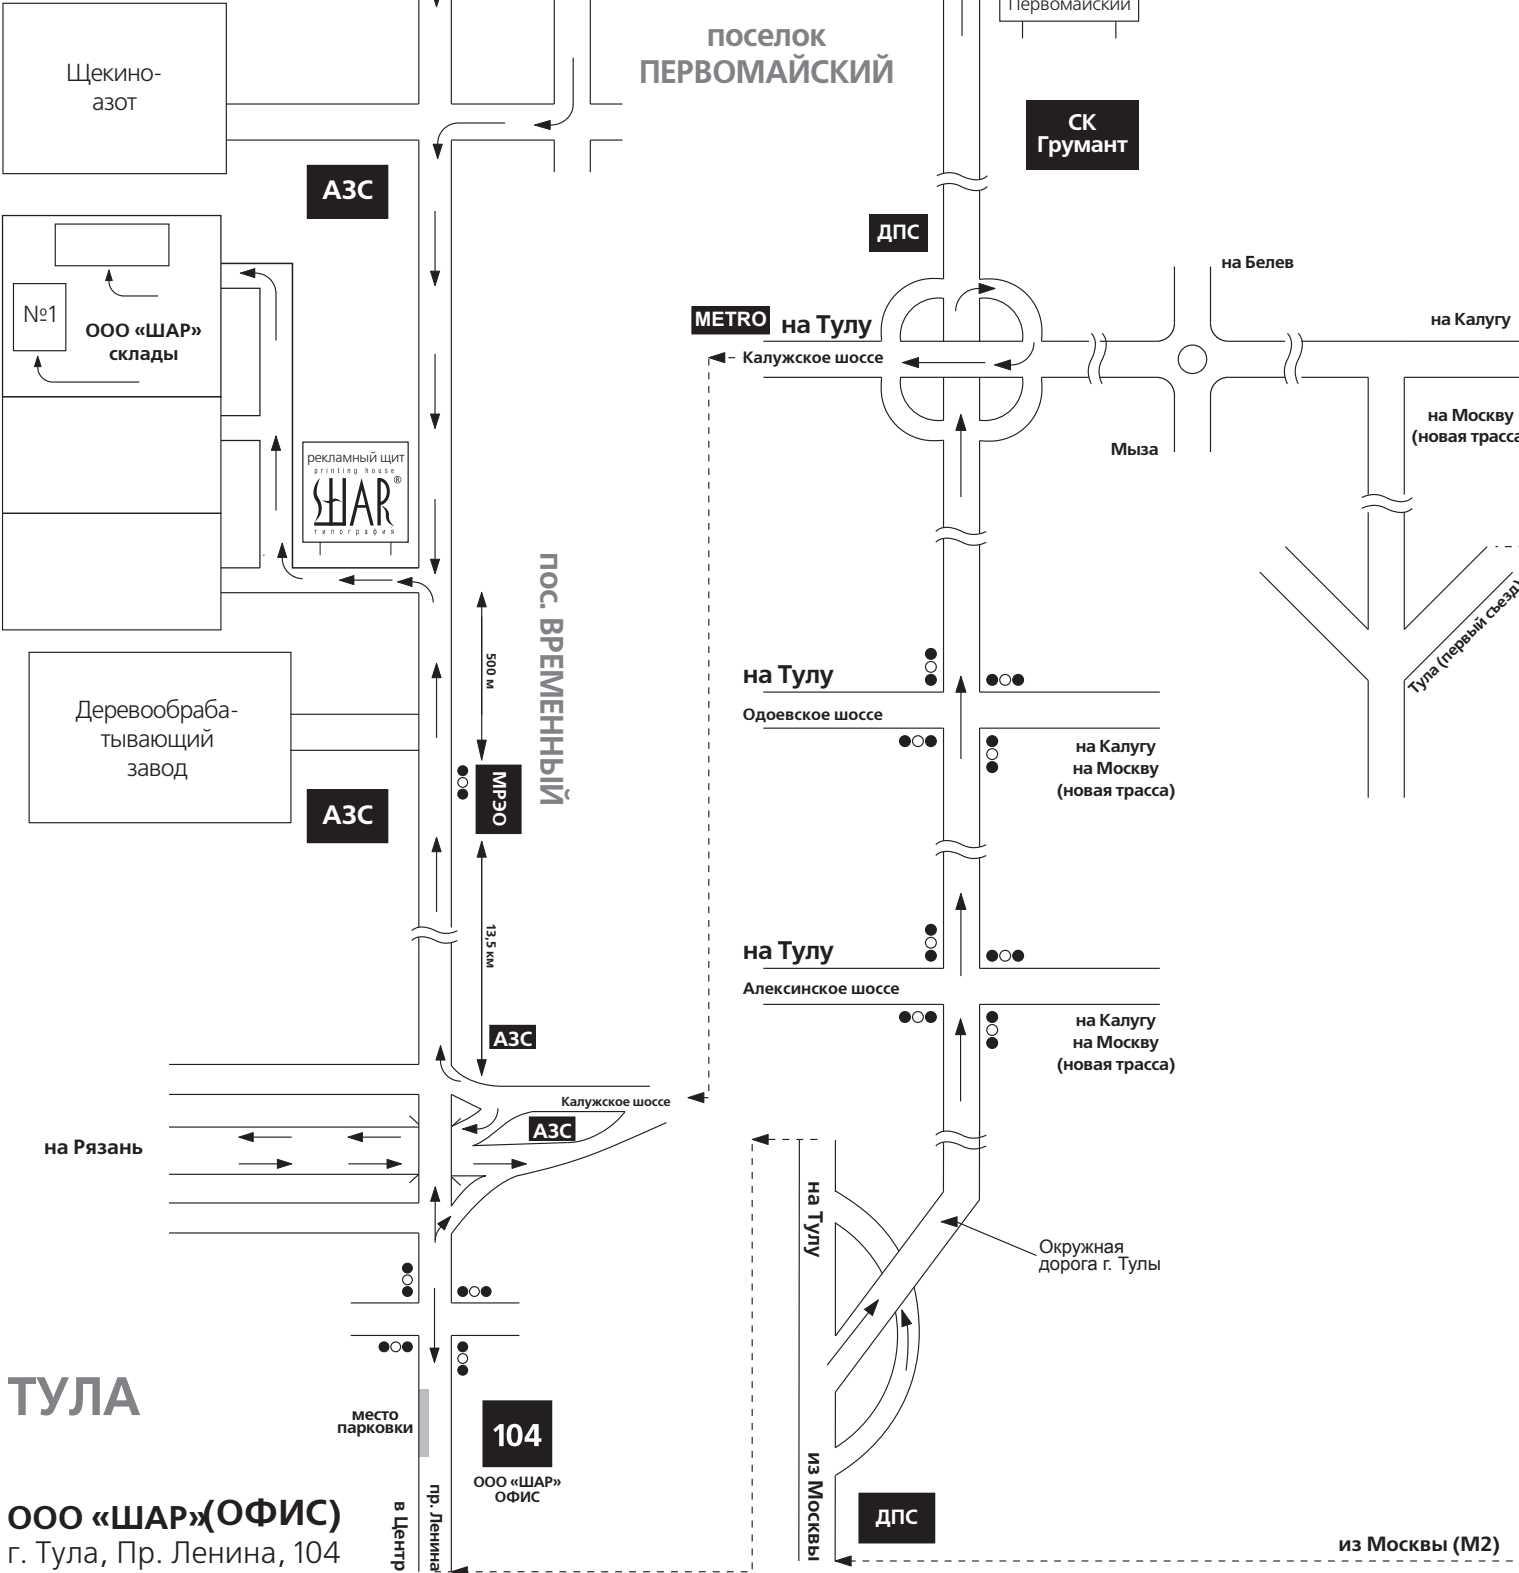 Первомайский
поселок
ПЕРВОМАЙСКИЙ
Щекино-
азот
СК
Грумант
АЗС
ДПС
на Белев
METRO
на Тулу
на Калугу
Калужское шоссе
№1
ООО «ШАР»
склады
на Москву
(новая трасса
Мыза
рекламный щит
printing house
ШАR®
типография
пос. ВРЕМЕННЫЙ
500 м
на Тулу
Одоевское шоссе
Тула (первый съезд)
на Калугу
на Москву
(новая трасса)
Деревообраба-
тывающий
завод
АЗС
МРЭО
13,5 км
на Тулу
Алексинское шоссе
на Калугу
на Москву
(новая трасса)
АЗС
Калужское шоссе
АЗС
на Рязань
на Тулу
Окружная
дорога г. Тулы
ТУЛА
место
парковки
104
ООО «ШАР»
ОФИС
из Москвы
ДПС
пр. Ленина
в Центр
ООО «ШАР»(ОФИС)
г. Тула, Пр. Ленина, 104
из Москвы (М2)